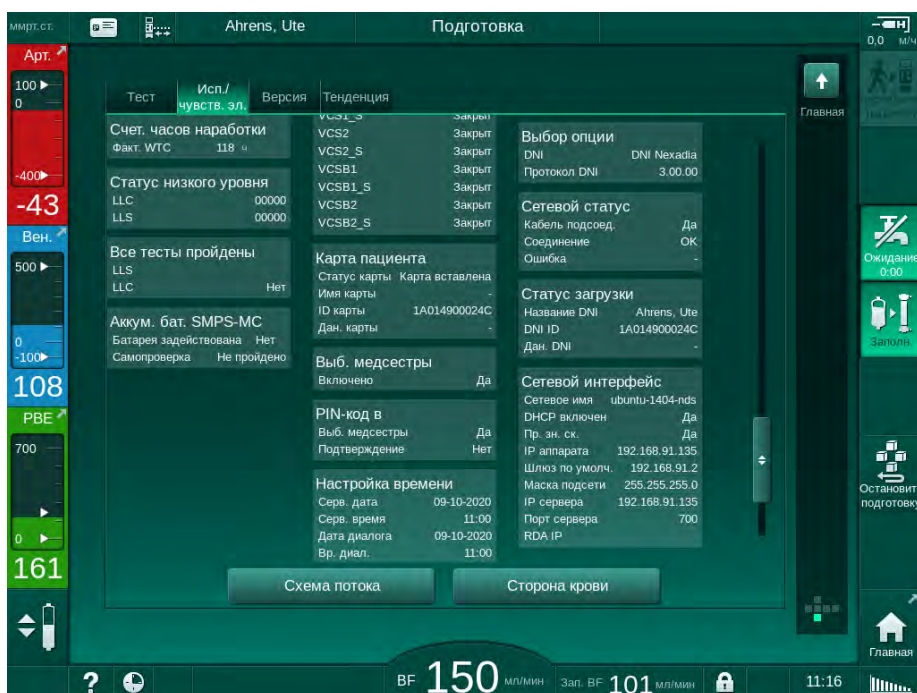 ммрт.ст.
Ahrens, Ute
Подготовка
0,0 м/ч
Арт.
100
0
-400
-43
Вен.
500
0
-100
108
PBE
700
0
161
Тест
Исп./
чувств. эл.
Версия
Тенденция
Счет. часов наработки
Факт. WTC 118 ч
Статус низкого уровня
LLC 00000
LLS 00000
Все тесты пройдены
LLS
LLC Нет
Аккум. бат. SMPS-MC
Батарея задействована Нет
Самопроверка Не пройдено
VCS1_S Закрыт
VCS2 Закрыт
VCS2_S Закрыт
VCSB1 Закрыт
VCSB1_S Закрыт
VCSB2 Закрыт
VCSB2_S Закрыт
Карта пациента
Статус карты Карта вставлена
Имя карты -
ID карты 1A014900024C
Дан. карты -
Выб. медсестры
Включено Да
PIN-код в
Выб. медсестры Да
Подтверждение Нет
Настройка времени
Серв. дата 09-10-2020
Серв. время 11:00
Дата диалога 09-10-2020
Вр. диал. 11:00
Выбор опции
DNI DNI Nexadia
Протокол DNI 3.00.00
Сетевой статус
Кабель подсоед. Да
Соединение OK
Ошибка -
Статус загрузки
Название DNI Ahrens, Ute
DNI ID 1A014900024C
Дан. DNI -
Сетевой интерфейс
Сетевое имя ubuntu-1404-nds
DHCP включен Да
Пр. зн. ск. Да
IP аппарата 192.168.91.135
Шлюз по умолч. 192.168.91.2
Маска подсети 255.255.255.0
IP сервера 192.168.91.135
Порт сервера 700
RDA IP
Схема потока
Сторона крови
Главная
Ожидание
0:00
Заполн.
Остановит
подготовку
Главная
?
BF 150 мл/мин
Зап. BF 101 мл/мин
11:16